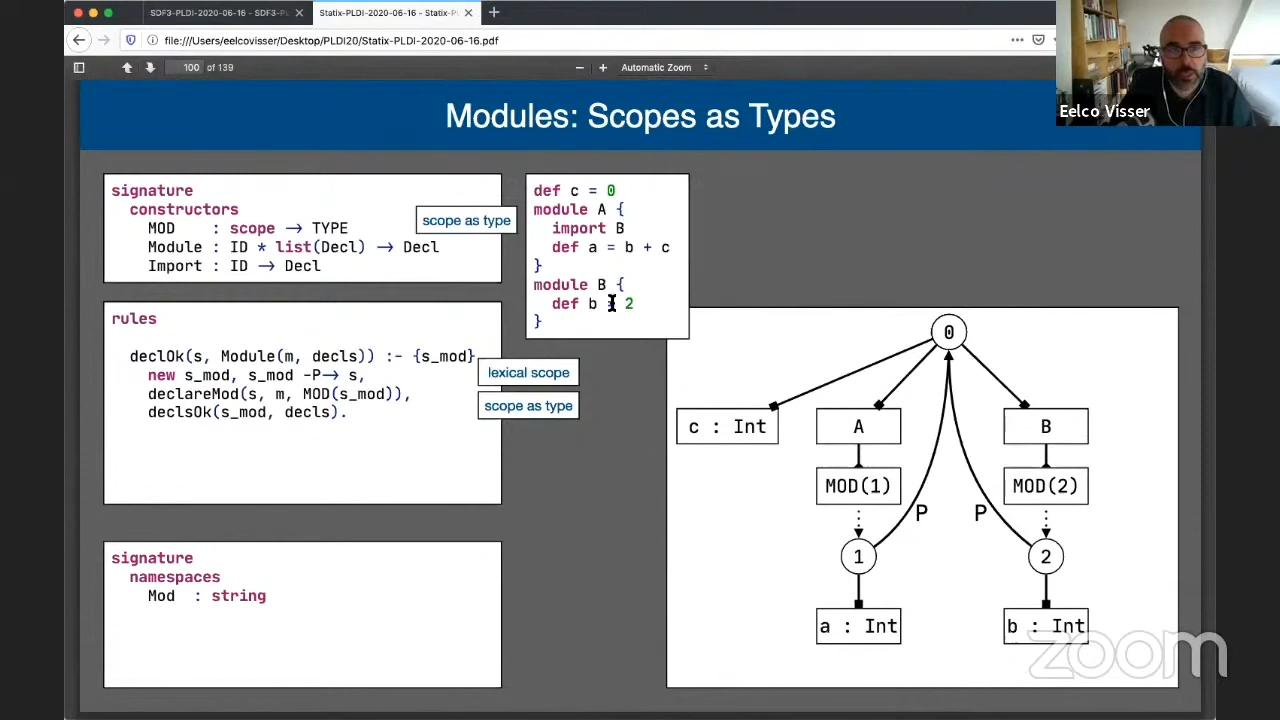 SDF3-PLDI-2020-06-16 - SDF3-PL
Statix-PLDI-2020-06-16 - Statix-P
file:///Users/eelcovisser/Desktop/PLDI20/Statix-PLDI-2020-06-16.pdf
100 of 139
Automatic Zoom
Eelco Visser
Modules: Scopes as Types
signature
constructors
MOD : scope → TYPE
Module : ID * list(Decl) → Decl
Import : ID → Decl
scope as type
def c = 0
module A {
import B
def a = b + c
}
module B {
def b = 2
}
rules
declOk(s, Module(m, decls)) :- {s_mod}
new s_mod, s_mod -P→ s,
declareMod(s, m, MOD(s_mod)),
declsOk(s_mod, decls).
lexical scope
scope as type
signature
namespaces
Mod : string
0
c : Int
A
B
MOD(1)
MOD(2)
P
P
1
2
a : Int
b : Int
zoom